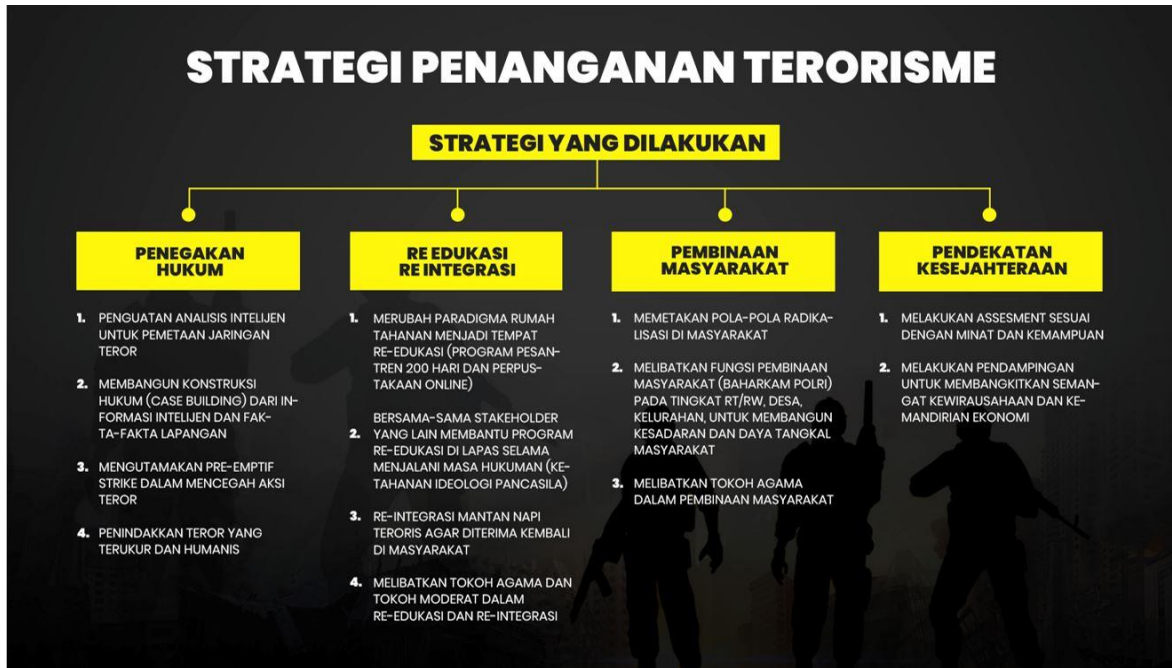 STRATEGI PENANGANAN TERORISME
STRATEGI YANG DILAKUKAN
PENEGAKAN
HUKUM
1. PENGUATAN ANALISIS INTELIJEN
UNTUK PEMETAAN JARINGAN
TEROR
2. MEMBANGUN KONSTRUKSI
HUKUM (CASE BUILDING) DARI IN-
FORMASI INTELIJEN DAN FAK-
TA-FAKTA LAPANGAN
3. MENGUTAMAKAN PRE-EMPTIF
STRIKE DALAM MENCEGAH AKSI
TEROR
4. PENINDAKKAN TEROR YANG
TERUKUR DAN HUMANIS
RE EDUKASI
RE INTEGRASI
1. MERUBAH PARADIGMA RUMAH
TAHANAN MENJADI TEMPAT
RE-EDUKASI (PROGRAM PESAN-
TREN 200 HARI DAN PERPUS-
TAKAAN ONLINE)
BERSAMA-SAMA STAKEHOLDER
2. YANG LAIN MEMBANTU PROGRAM
RE-EDUKASI DI LAPAS SELAMA
MENJALANI MASA HUKUMAN (KE-
TAHANAN IDEOLOGI PANCASILA)
3. RE-INTEGRASI MANTAN NAPI
TERORIS AGAR DITERIMA KEMBALI
DI MASYARAKAT
4. MELIBATKAN TOKOH AGAMA DAN
TOKOH MODERAT DALAM
RE-EDUKASI DAN RE-INTEGRASI
PEMBINAAN
MASYARAKAT
1. MEMETAKAN POLA-POLA RADIKA-
LISASI DI MASYARAKAT
2. MELIBATKAN FUNGSI PEMBINAAN
MASYARAKAT (BAHARKAM POLRI)
PADA TINGKAT RT/RW, DESA,
KELURAHAN, UNTUK MEMBANGUN
KESADARAN DAN DAYA TANGKAL
MASYARAKAT
3. MELIBATKAN TOKOH AGAMA
DALAM PEMBINAAN MASYARAKAT
PENDEKATAN
KESEJAHTERAAN
1. MELAKUKAN ASSESMENT SESUAI
DENGAN MINAT DAN KEMAMPUAN
2. MELAKUKAN PENDAMPINGAN
UNTUK MEMBANGKITKAN SEMAN-
GAT KEWIRAUSAHAAN DAN KE-
MANDIRIAN EKONOMI